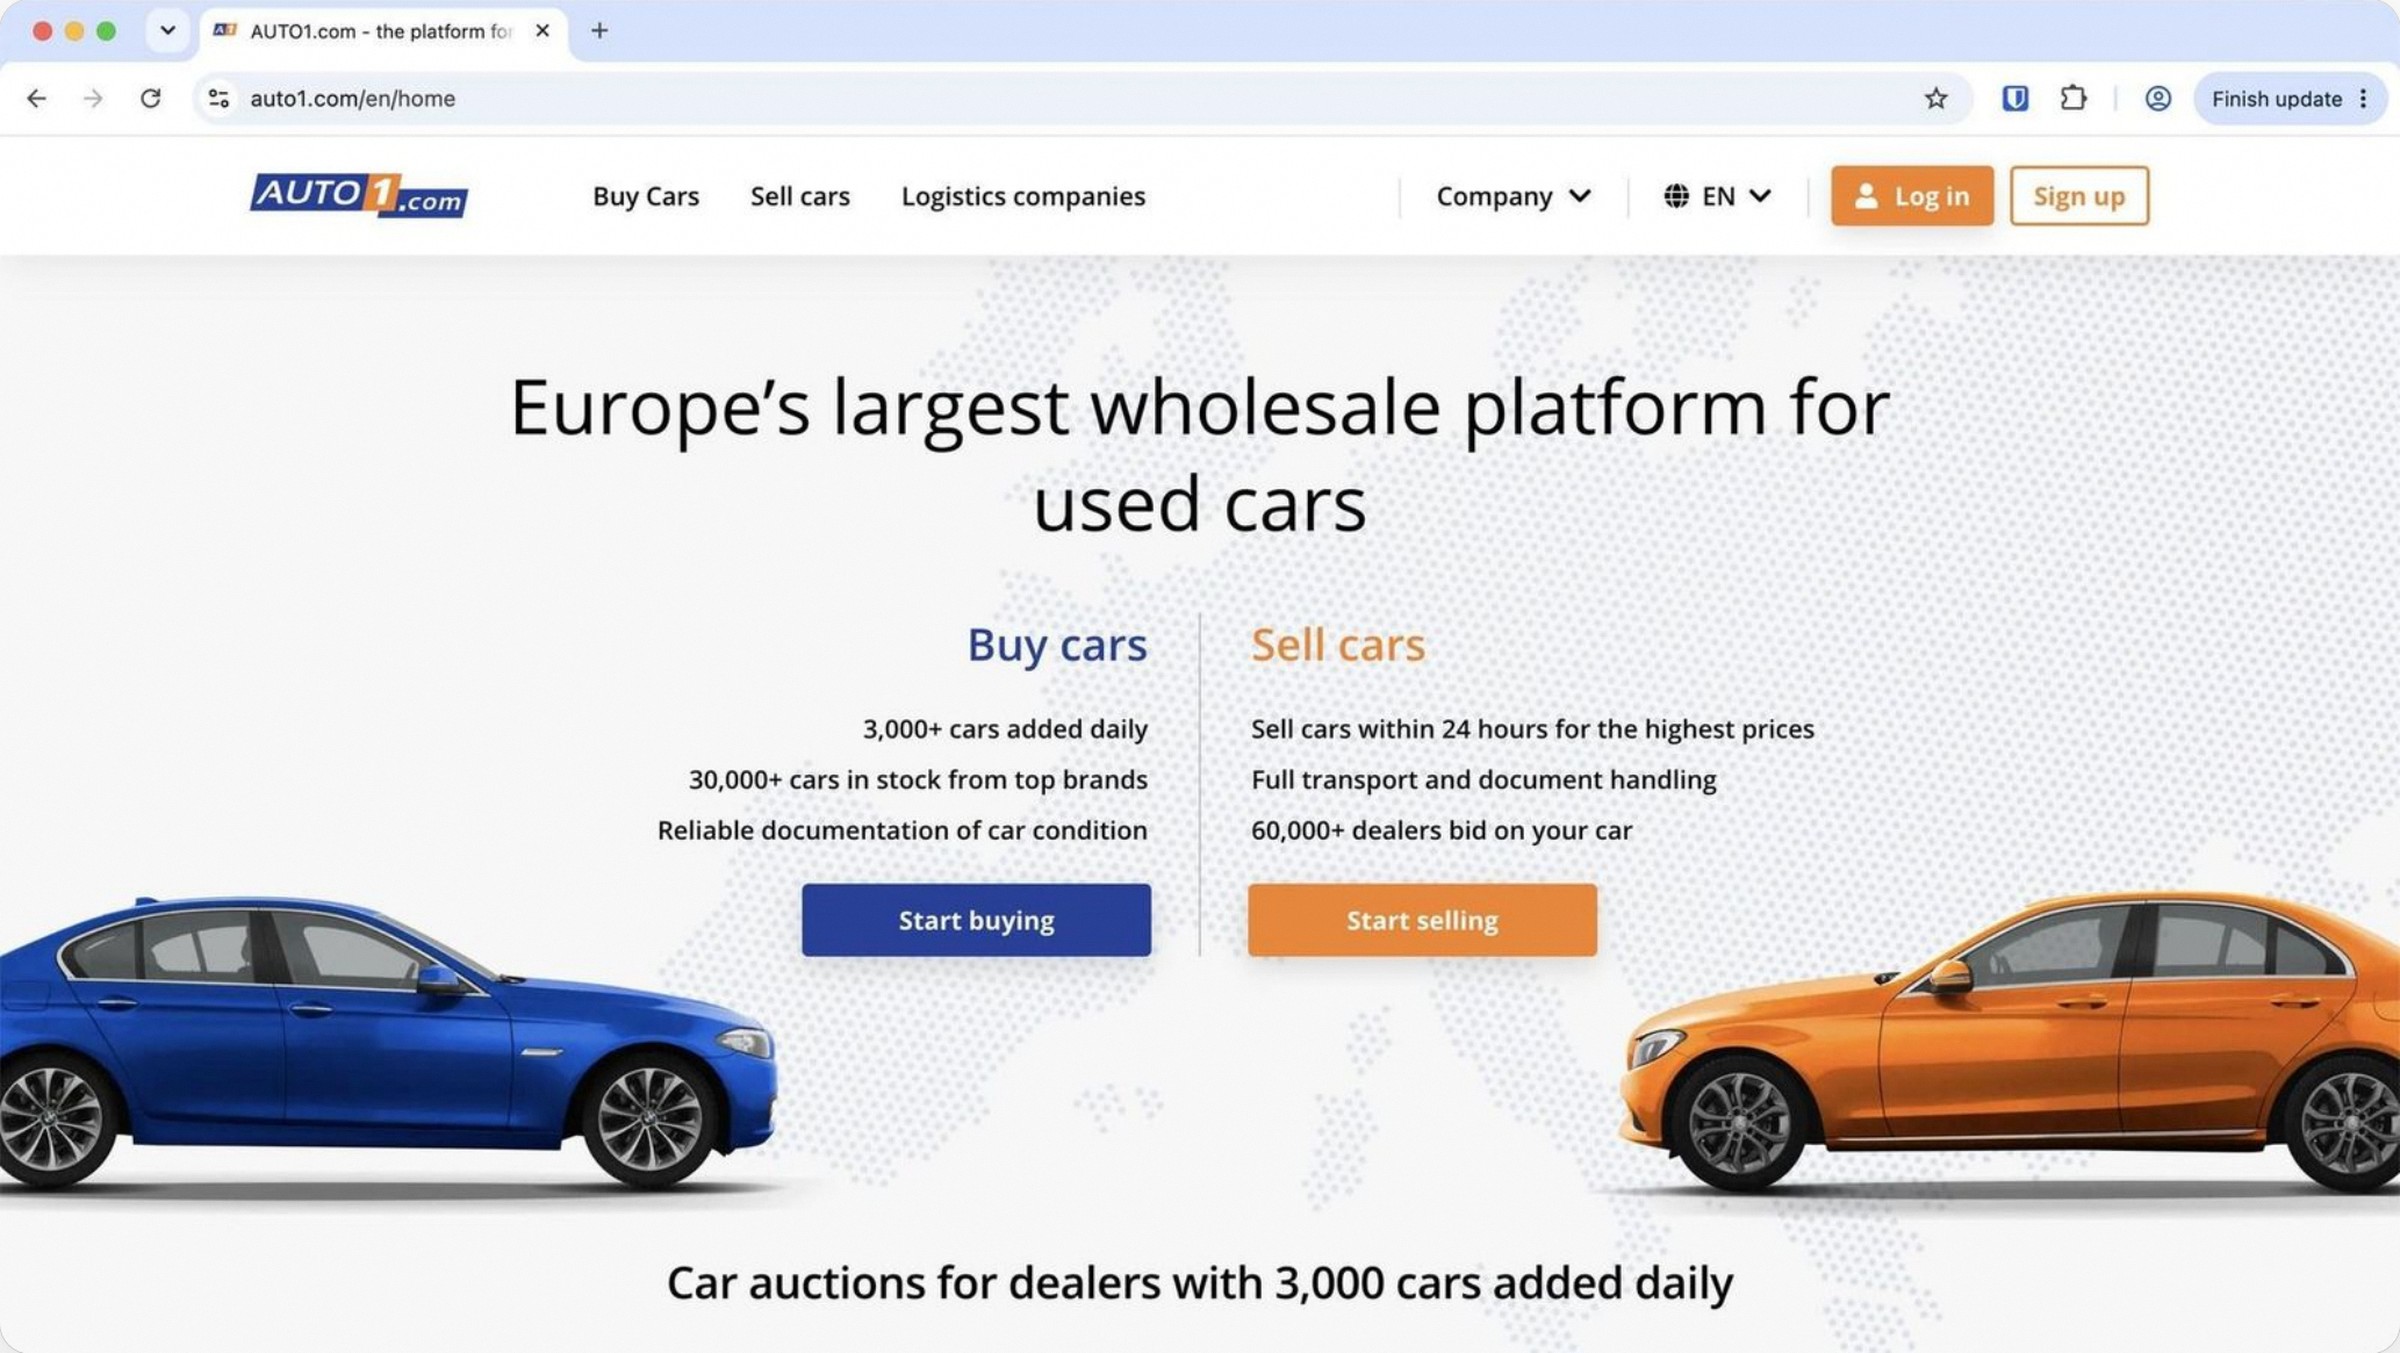 AUTO1.com - the platform for
auto1.com/en/home
Finish update
AUTO1.com
Buy Cars
Sell cars
Logistics companies
Company
EN
Log in
Sign up
Europe’s largest wholesale platform for
used cars
Buy cars
3,000+ cars added daily
30,000+ cars in stock from top brands
Reliable documentation of car condition
Start buying
Sell cars
Sell cars within 24 hours for the highest prices
Full transport and document handling
60,000+ dealers bid on your car
Start selling
Car auctions for dealers with 3,000 cars added daily